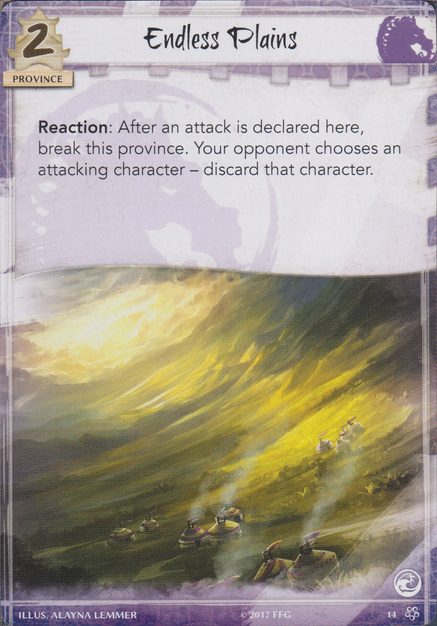 2
Endless Plains
PROVINCE
Reaction: After an attack is declared here,
break this province. Your opponent chooses an
attacking character – discard that character.
ILLUS. ALAYNA LEMMER
© 2017 FFG
14